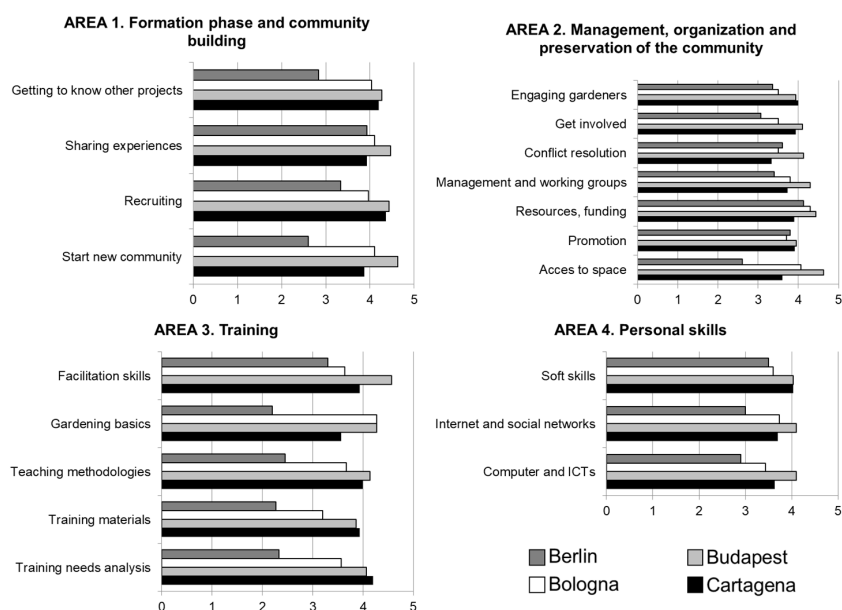 AREA 1. Formation phase and community
building
Getting to know other projects
Sharing experiences
Recruiting
Start new community
0 1 2 3 4 5
AREA 2. Management, organization and
preservation of the community
Engaging gardeners
Get involved
Conflict resolution
Management and working groups
Resources, funding
Promotion
Acces to space
0 1 2 3 4 5
AREA 3. Training
Facilitation skills
Gardening basics
Teaching methodologies
Training materials
Training needs analysis
0 1 2 3 4 5
AREA 4. Personal skills
Soft skills
Internet and social networks
Computer and ICTs
0 1 2 3 4 5
Berlin Budapest
Bologna Cartagena